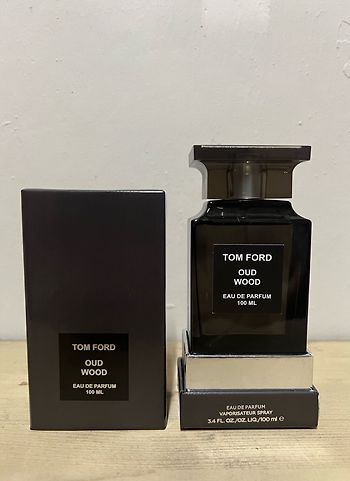 TOM FORD
OUD
WOOD
EAU DE PARFUM
100 ML
TOM FORD
OUD
WOOD
EAU DE PARFUM
100 ML
EAU DE PARFUM
VAPORISATEUR SPRAY
3.4 FL. OZ./OZ. LIQ./100 ml ℮